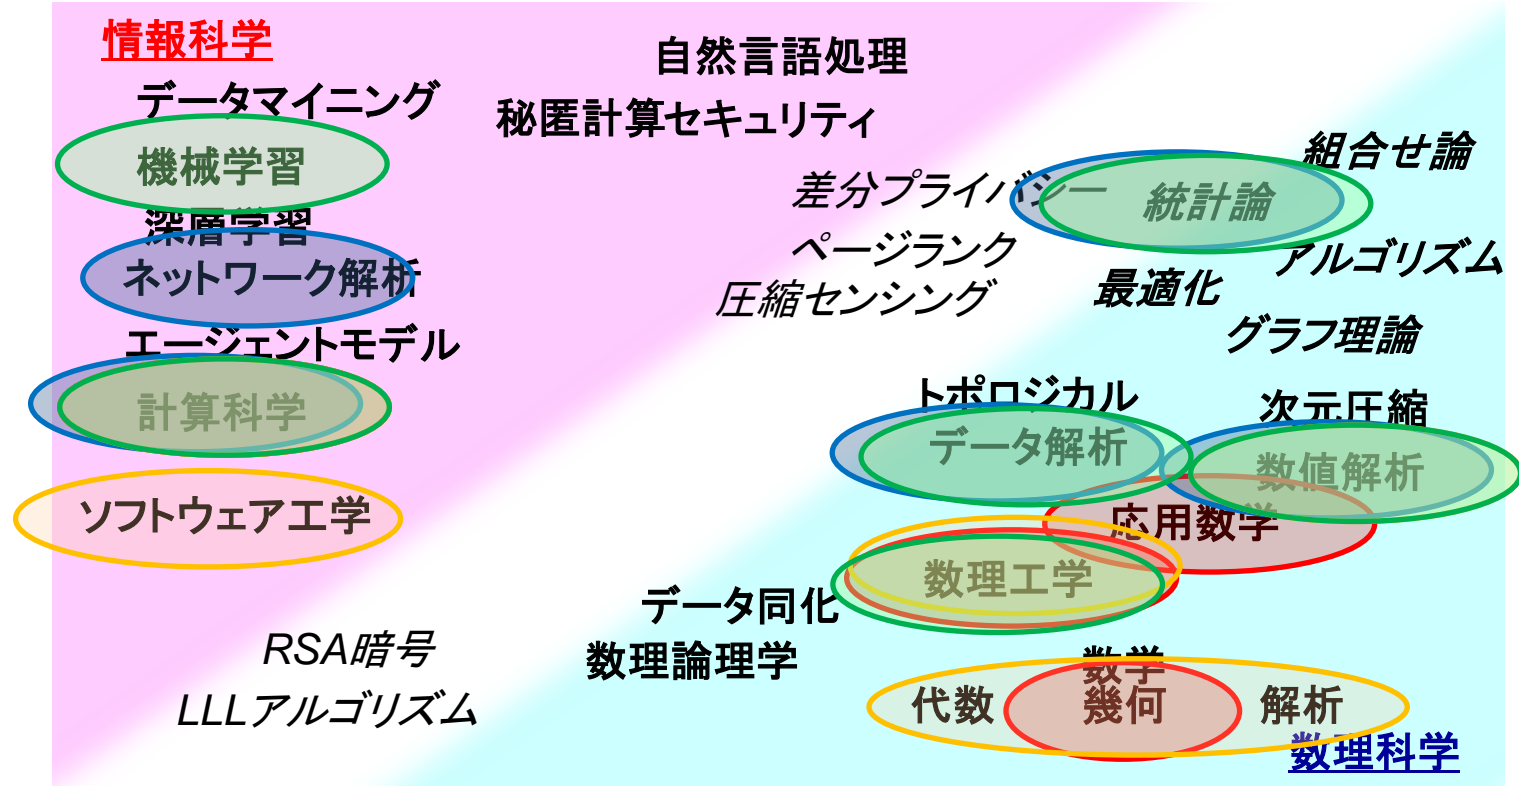 情報科学
自然言語処理
データマイニング
秘匿計算セキュリティ
機械学習
組合せ論
差分プライバシー
統計論
深層学習
ページランク
アルゴリズム
ネットワーク解析
圧縮センシング
最適化
エージェントモデル
グラフ理論
計算科学
トポロジカル
データ解析
次元圧縮
数値解析
ソフトウェア工学
応用数学
数理工学
データ同化
RSA暗号
数理論理学
数学
LLLアルゴリズム
代数 幾何 解析
数理科学